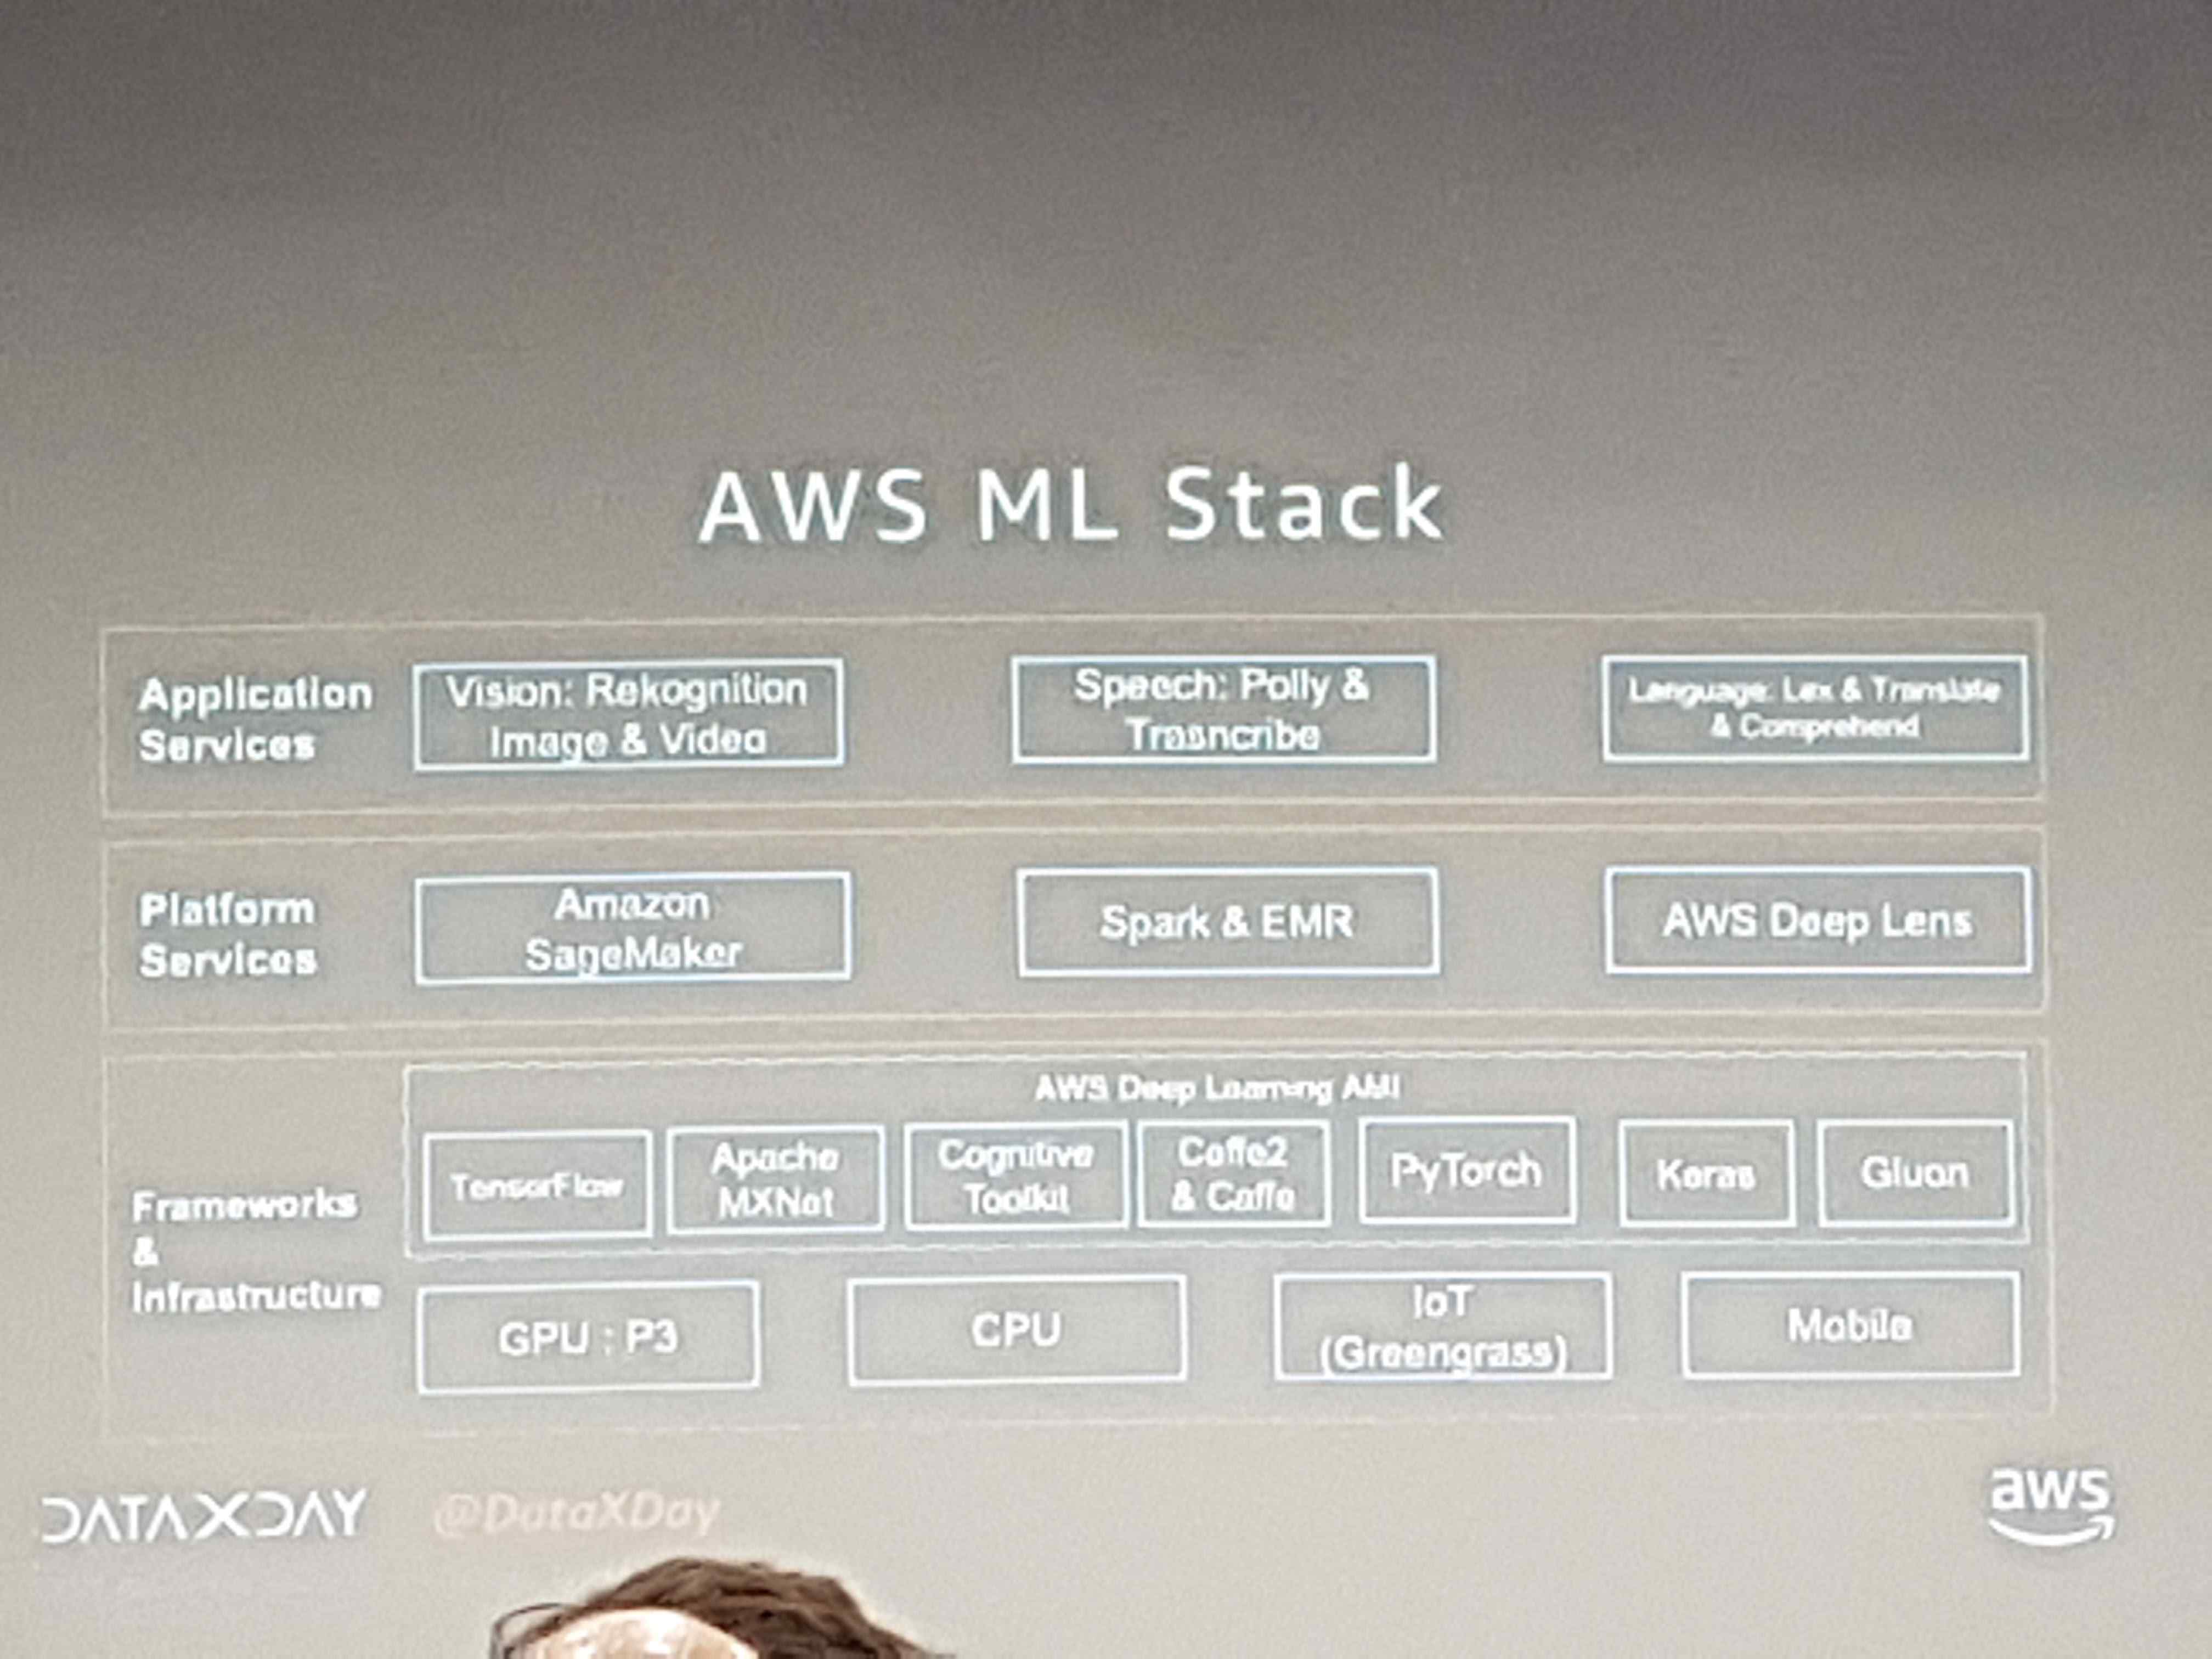 AWS ML Stack
Application
Services
Vision: Rekognition
Image & Video
Speech: Polly &
Trasncribe
Language: Lex & Translate
& Comprehend
Platform
Services
Amazon
SageMaker
Spark & EMR
AWS Deep Lens
Frameworks
&
Infrastructure
AWS Deep Learning AMI
TensorFlow
Apache
MXNet
Cognitive
Toolkit
Caffe2
& Caffe
PyTorch
Keras
Gluon
GPU : P3
CPU
IoT
(Greengrass)
Mobile
DATAXDAY
@DataXDay
aws